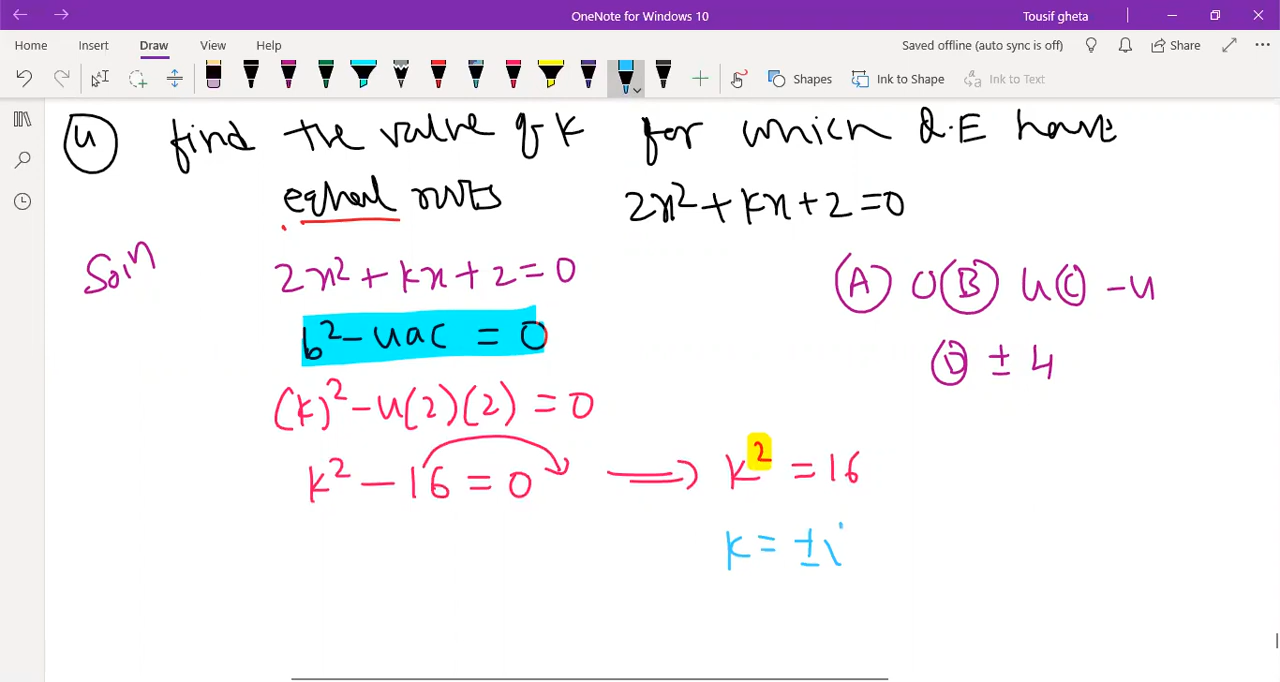 OneNote for Windows 10
Tousif gheta
Home Insert Draw View Help
Saved offline (auto sync is off) Share
Shapes Ink to Shape Ink to Text
4 find the value of k for which Q.E have
equal roots 2x²+kx+2=0
Soln 2x²+kx+2=0
(A) 0 (B) 4 (C) -4
b²-4ac = 0
(D) ± 4
(k)²-4(2)(2)=0
k²-16=0 ⟹ k²=16
k=±